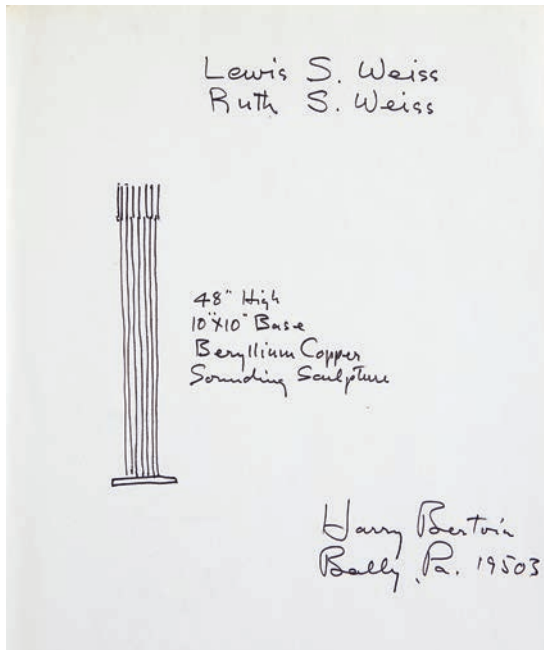 Lewis S. Weiss
Ruth S. Weiss
48" High
10"x10" Base
Beryllium Copper
Sounding Sculpture
Harry Bertoia
Bally, Pa. 19503